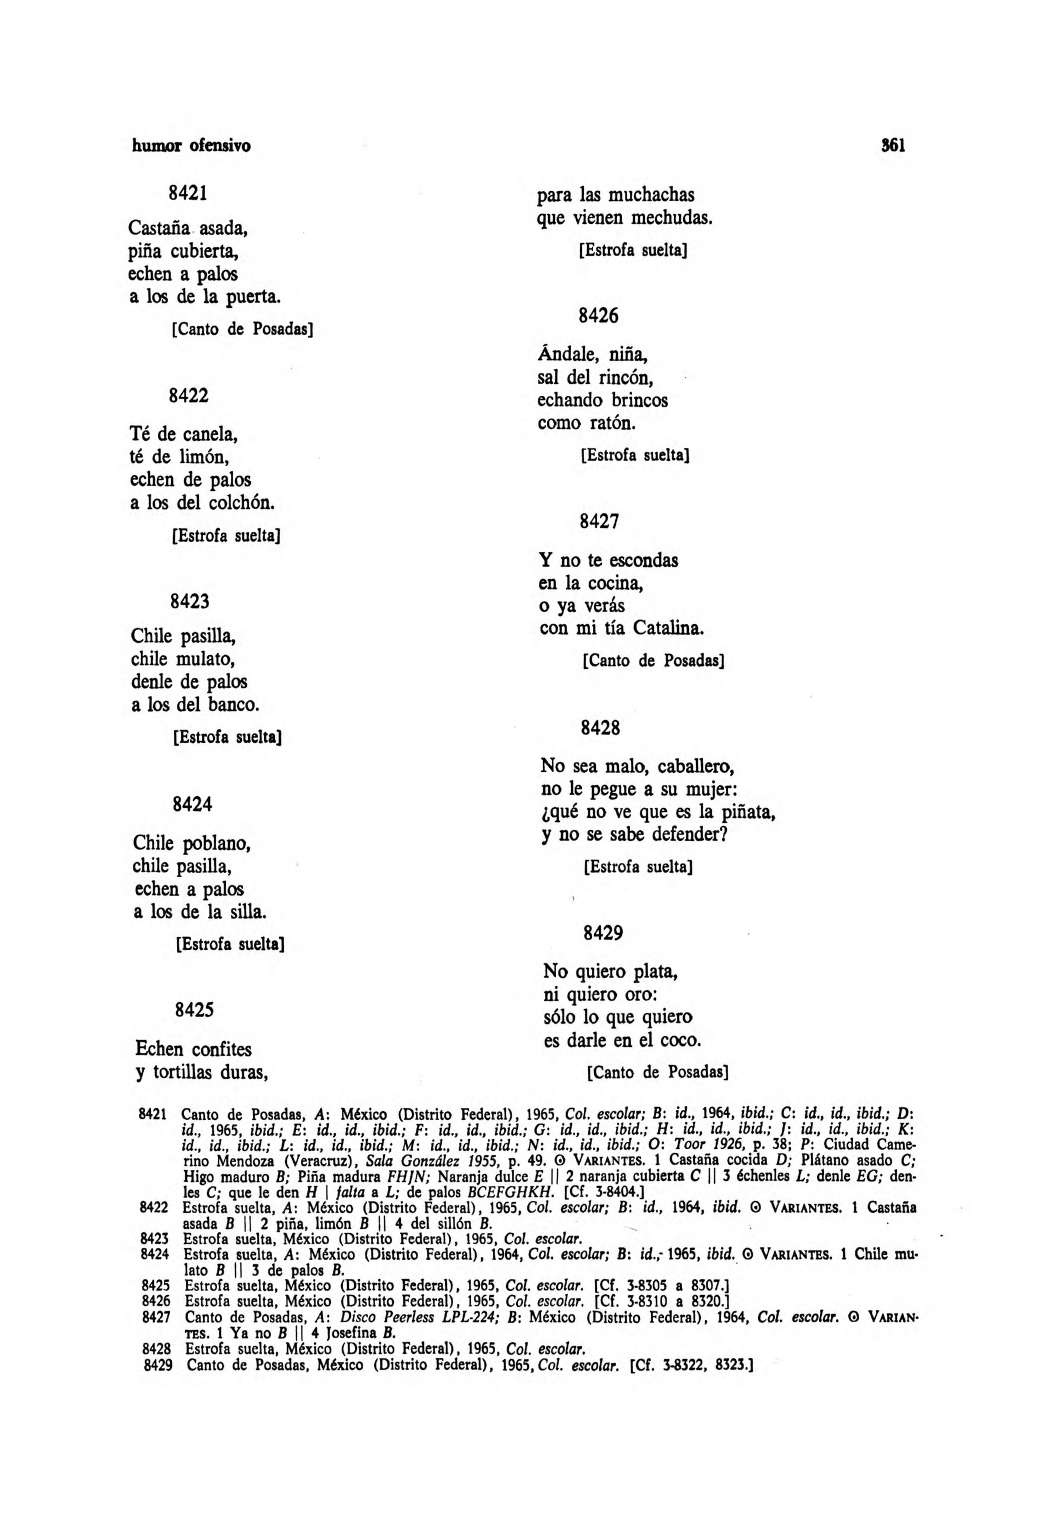 humor ofensivo 361
8421
Castaña asada,
piña cubierta,
echen a palos
a los de la puerta.
[Canto de Posadas]
8422
Té de canela,
té de limón,
echen de palos
a los del colchón.
[Estrofa suelta]
8423
Chile pasilla,
chile mulato,
denle de palos
a los del banco.
[Estrofa suelta]
8424
Chile poblano,
chile pasilla,
echen a palos
a los de la silla.
[Estrofa suelta]
8425
Echen confites
y tortillas duras,
para las muchachas
que vienen mechudas.
[Estrofa suelta]
8426
Ándale, niña,
sal del rincón,
echando brincos
como ratón.
[Estrofa suelta]
8427
Y no te escondas
en la cocina,
o ya verás
con mi tía Catalina.
[Canto de Posadas]
8428
No sea malo, caballero,
no le pegue a su mujer:
¿qué no ve que es la piñata,
y no se sabe defender?
[Estrofa suelta]
8429
No quiero plata,
ni quiero oro:
sólo lo que quiero
es darle en el coco.
[Canto de Posadas]
8421 Canto de Posadas, A: México (Distrito Federal), 1965, Col. escolar; B: id., 1964, ibid.; C: id., id., ibid.; D:
id., 1965, ibid.; E: id., id., ibid.; F: id., id., ibid.; G: id., id., ibid.; H: id., id., ibid.; J: id., id., ibid.; K:
id., id., ibid.; L: id., id., ibid.; M: id., id., ibid.; N: id., id., ibid.; O: Toor 1926, p. 38; P: Ciudad Came-
rino Mendoza (Veracruz), Sala González 1955, p. 49. ⊙ VARIANTES. 1 Castaña cocida D; Plátano asado C;
Higo maduro B; Piña madura FHJN; Naranja dulce E || 2 naranja cubierta C || 3 échenles L; denle EG; den-
les C; que le den H | falta a L; de palos BCEFGHKH. [Cf. 3-8404.]
8422 Estrofa suelta, A: México (Distrito Federal), 1965, Col. escolar; B: id., 1964, ibid. ⊙ VARIANTES. 1 Castaña
asada B || 2 piña, limón B || 4 del sillón B.
8423 Estrofa suelta, México (Distrito Federal), 1965, Col. escolar.
8424 Estrofa suelta, A: México (Distrito Federal), 1964, Col. escolar; B: id.; 1965, ibid. ⊙ VARIANTES. 1 Chile mu-
lato B || 3 de palos B.
8425 Estrofa suelta, México (Distrito Federal), 1965, Col. escolar. [Cf. 3-8305 a 8307.]
8426 Estrofa suelta, México (Distrito Federal), 1965, Col. escolar. [Cf. 3-8310 a 8320.]
8427 Canto de Posadas, A: Disco Peerless LPL-224; B: México (Distrito Federal), 1964, Col. escolar. ⊙ VARIAN-
TES. 1 Ya no B || 4 Josefina B.
8428 Estrofa suelta, México (Distrito Federal), 1965, Col. escolar.
8429 Canto de Posadas, México (Distrito Federal), 1965, Col. escolar. [Cf. 3-8322, 8323.]